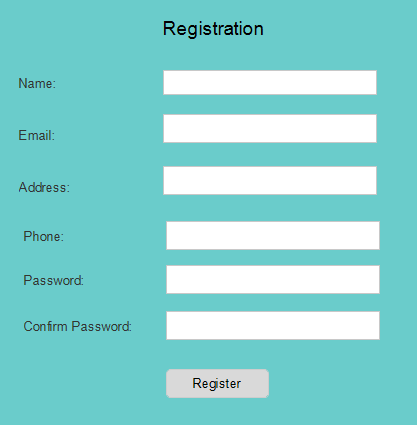 Registration
Name:
Email:
Address:
Phone:
Password:
Confirm Password:
Register